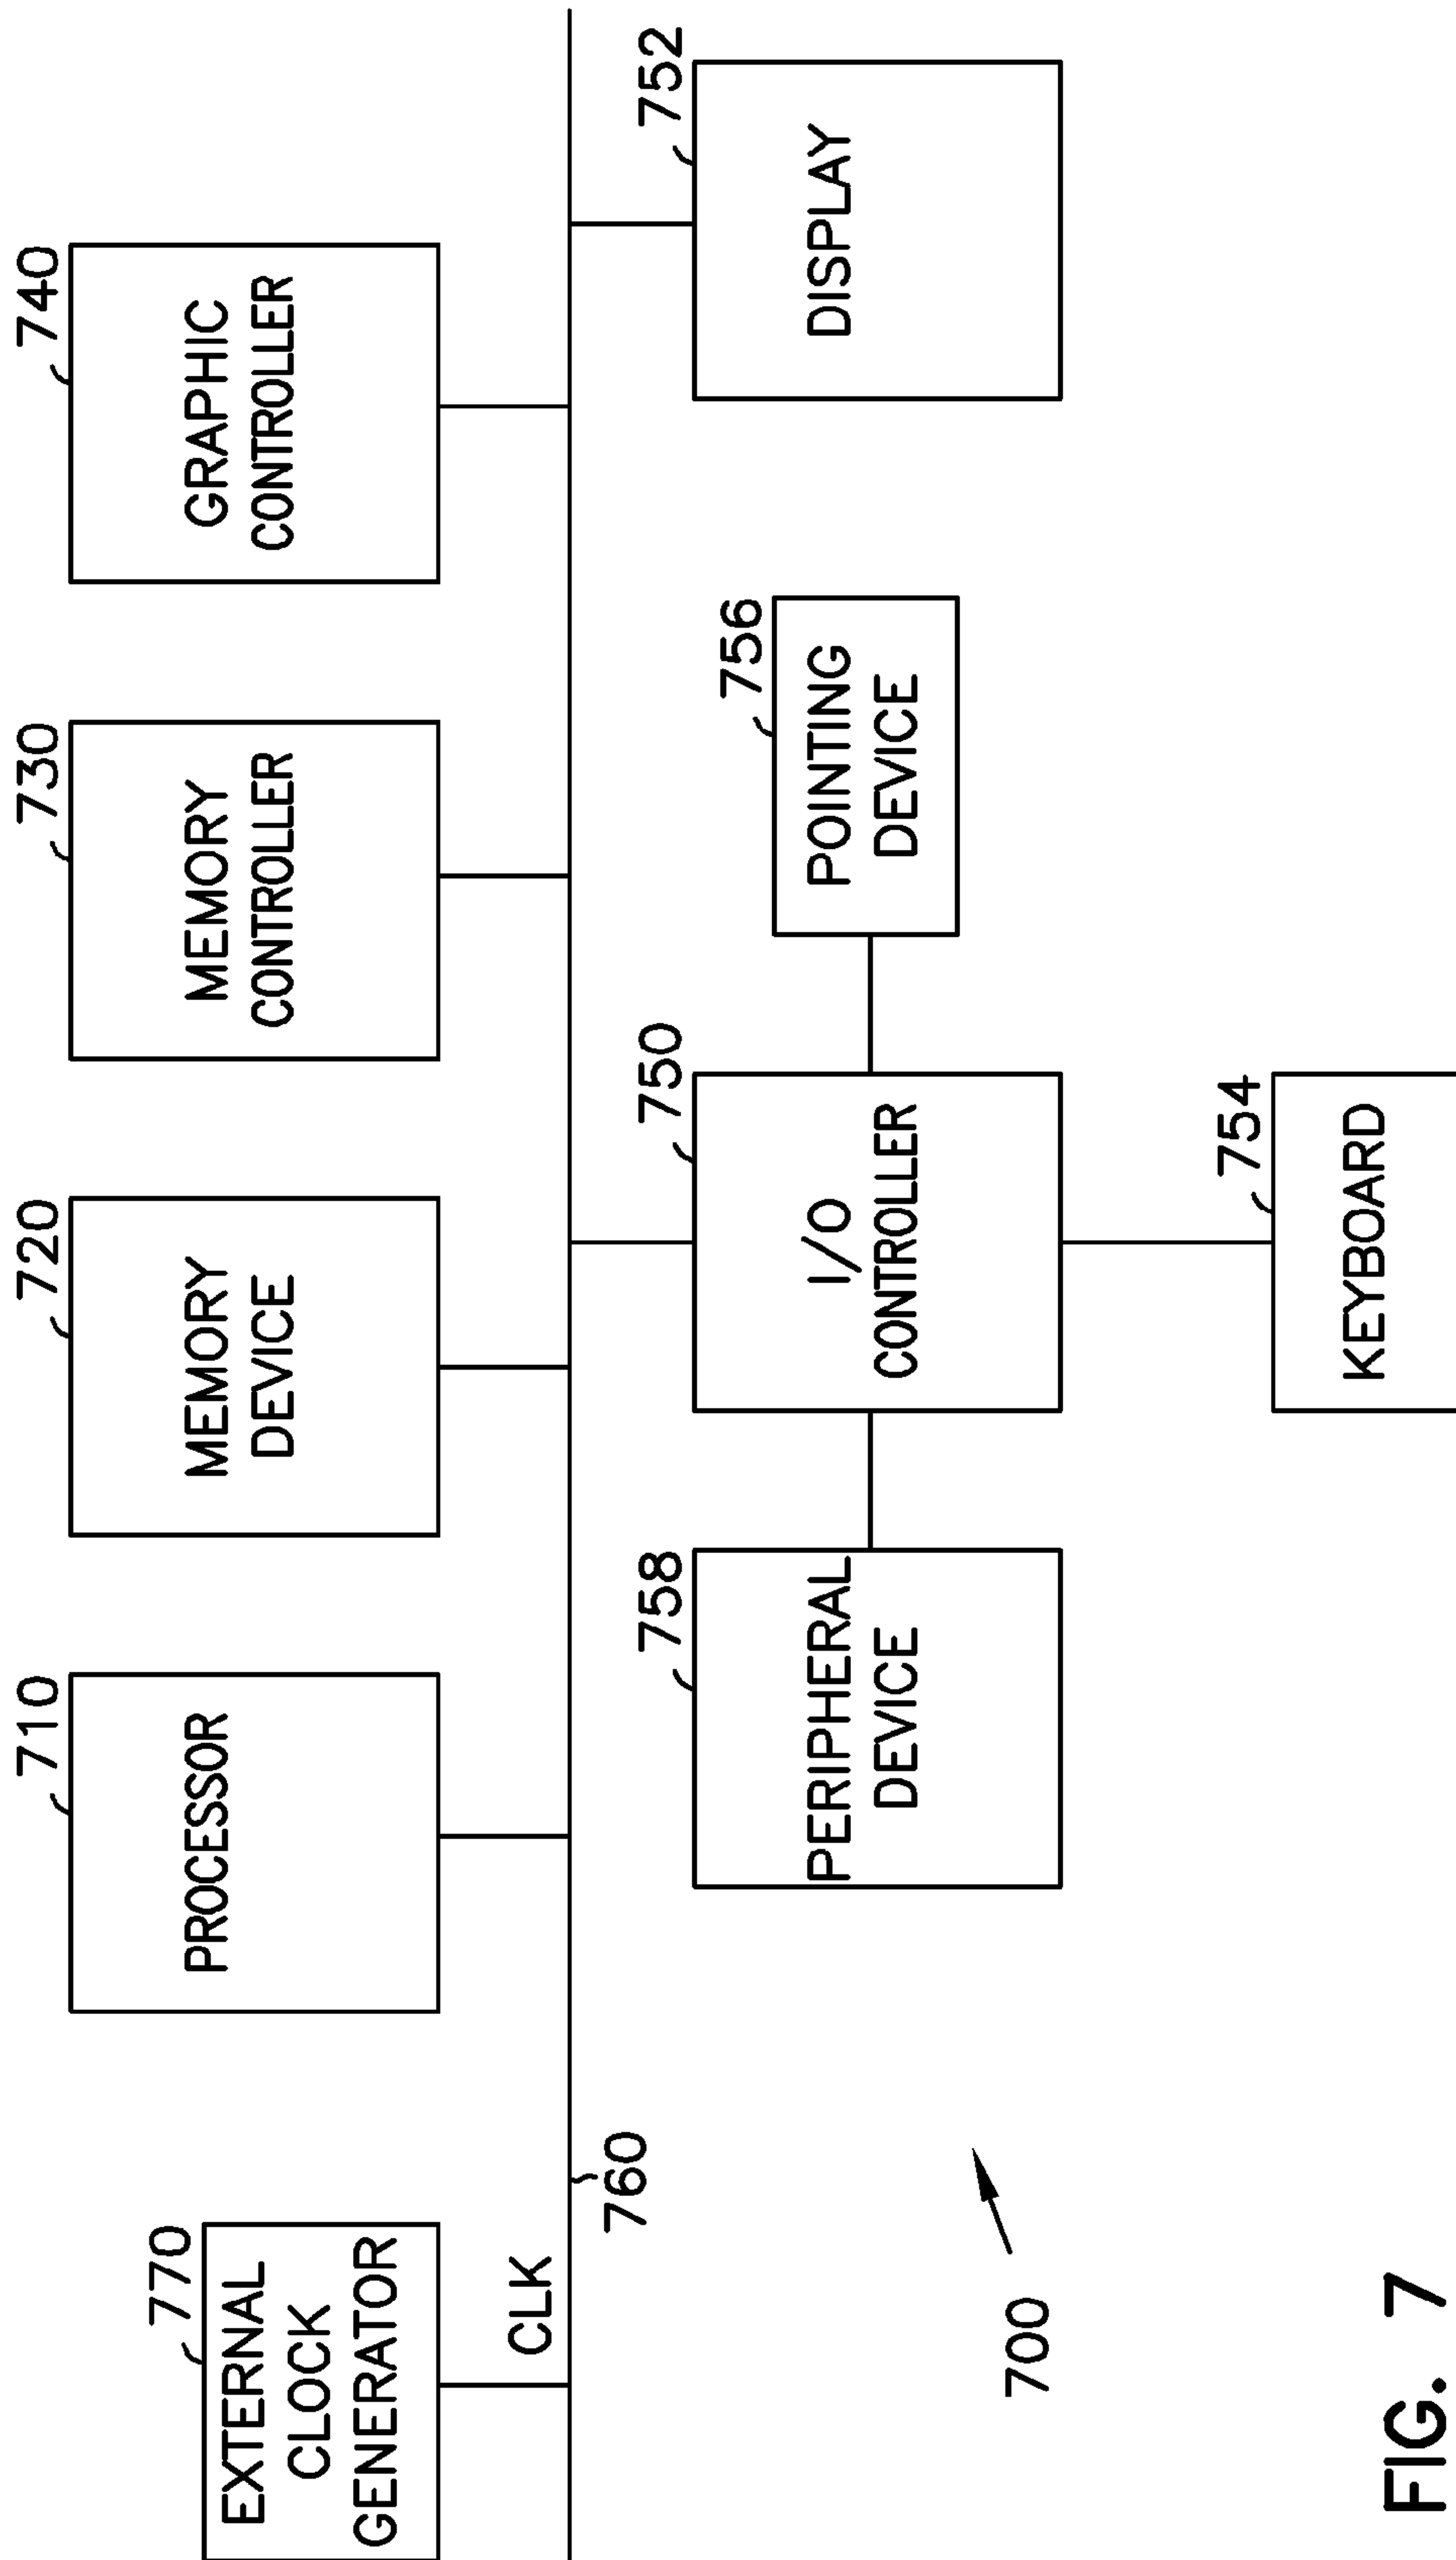 770
EXTERNAL
CLOCK
GENERATOR
710
PROCESSOR
720
MEMORY
DEVICE
730
MEMORY
CONTROLLER
740
GRAPHIC
CONTROLLER
CLK
760
758
PERIPHERAL
DEVICE
750
I/O
CONTROLLER
756
POINTING
DEVICE
752
DISPLAY
700
754
KEYBOARD
FIG. 7